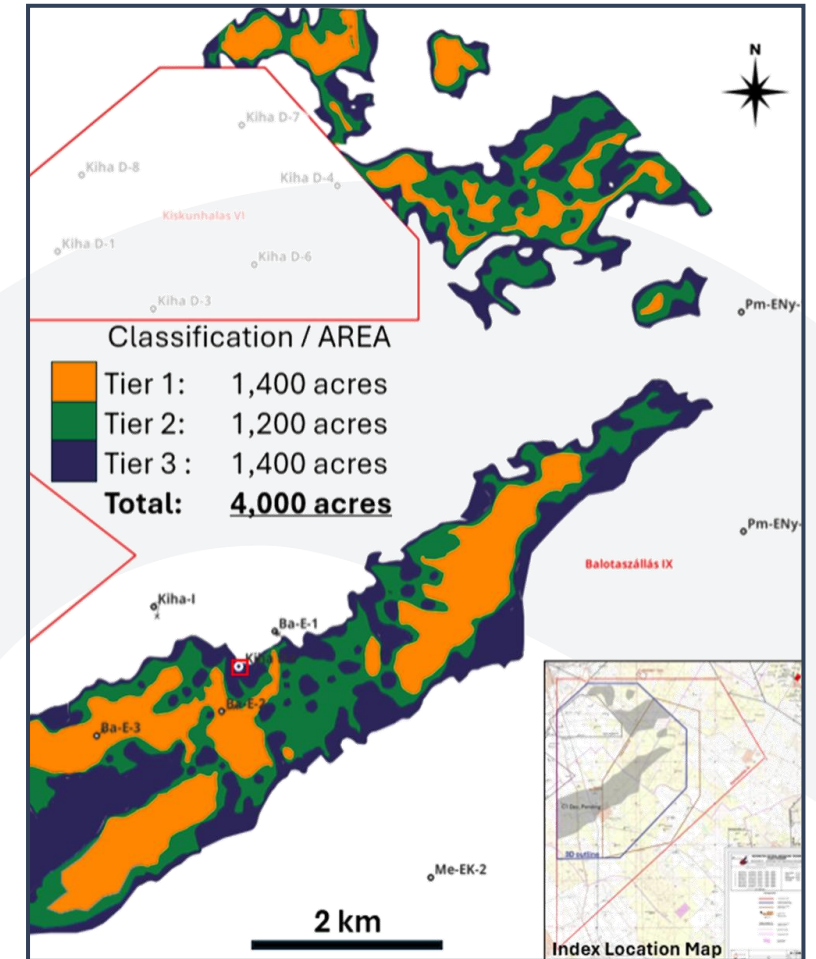 N
Kiha D-7
Kiha D-8
Kiha D-4
Kiskunhalas VI
Kiha D-1
Kiha D-6
Kiha D-3
Pm-ENy-
Classification / AREA
Tier 1: 1,400 acres
Tier 2: 1,200 acres
Tier 3 : 1,400 acres
Total: 4,000 acres
Pm-ENy-
Balotaszállás IX
Kiha-I
Ba-E-1
Ba-E-2
Ba-E-3
Me-EK-2
2 km
3D outline
Index Location Map